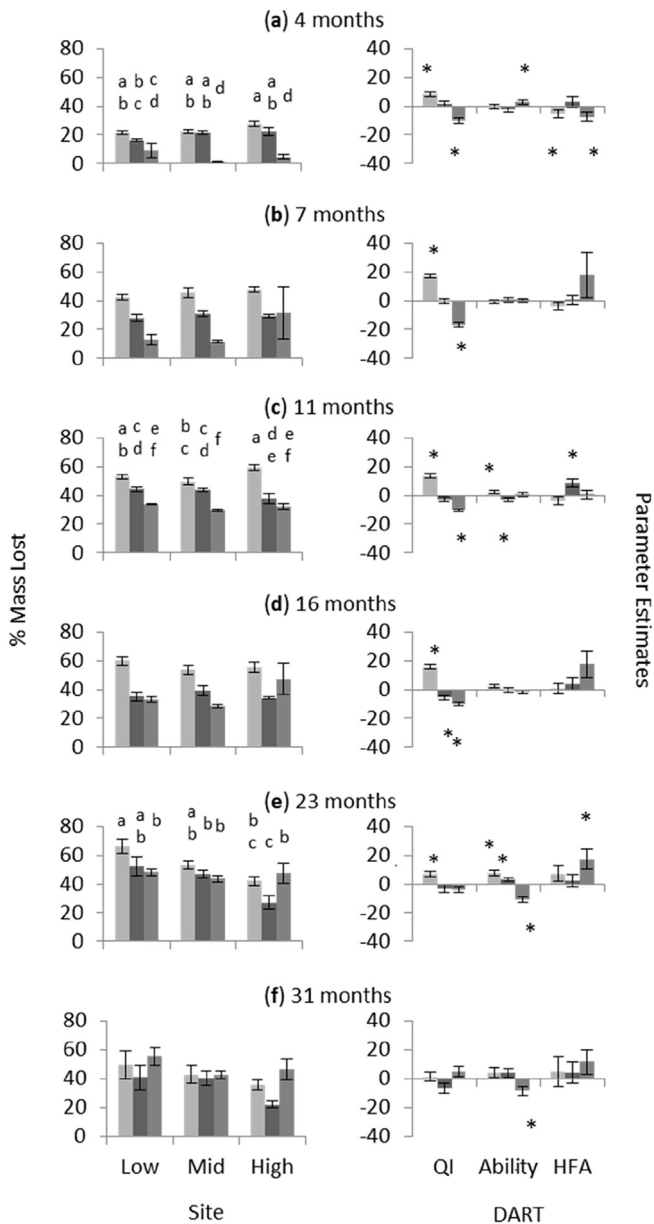 (a) 4 months
80
60
40
20
0
a b c
b c d
a a d
b b
a a d
b
40
20
0
-20
-40
* *
* * *
(b) 7 months
80
60
40
20
0
40
20
0
-20
-40
*
*
(c) 11 months
80
60
40
20
0
a c e
b d f
b c f
c d
a d e
e f
40
20
0
-20
-40
* * *
* *
% Mass Lost
Parameter Estimates
(d) 16 months
80
60
40
20
0
40
20
0
-20
-40
*
* *
(e) 23 months
80
60
40
20
0
a a b
b
a b b
b
b c b
c
40
20
0
-20
-40
* * * *
*
(f) 31 months
80
60
40
20
0
40
20
0
-20
-40
*
Low Mid High
QI Ability HFA
Site
DART